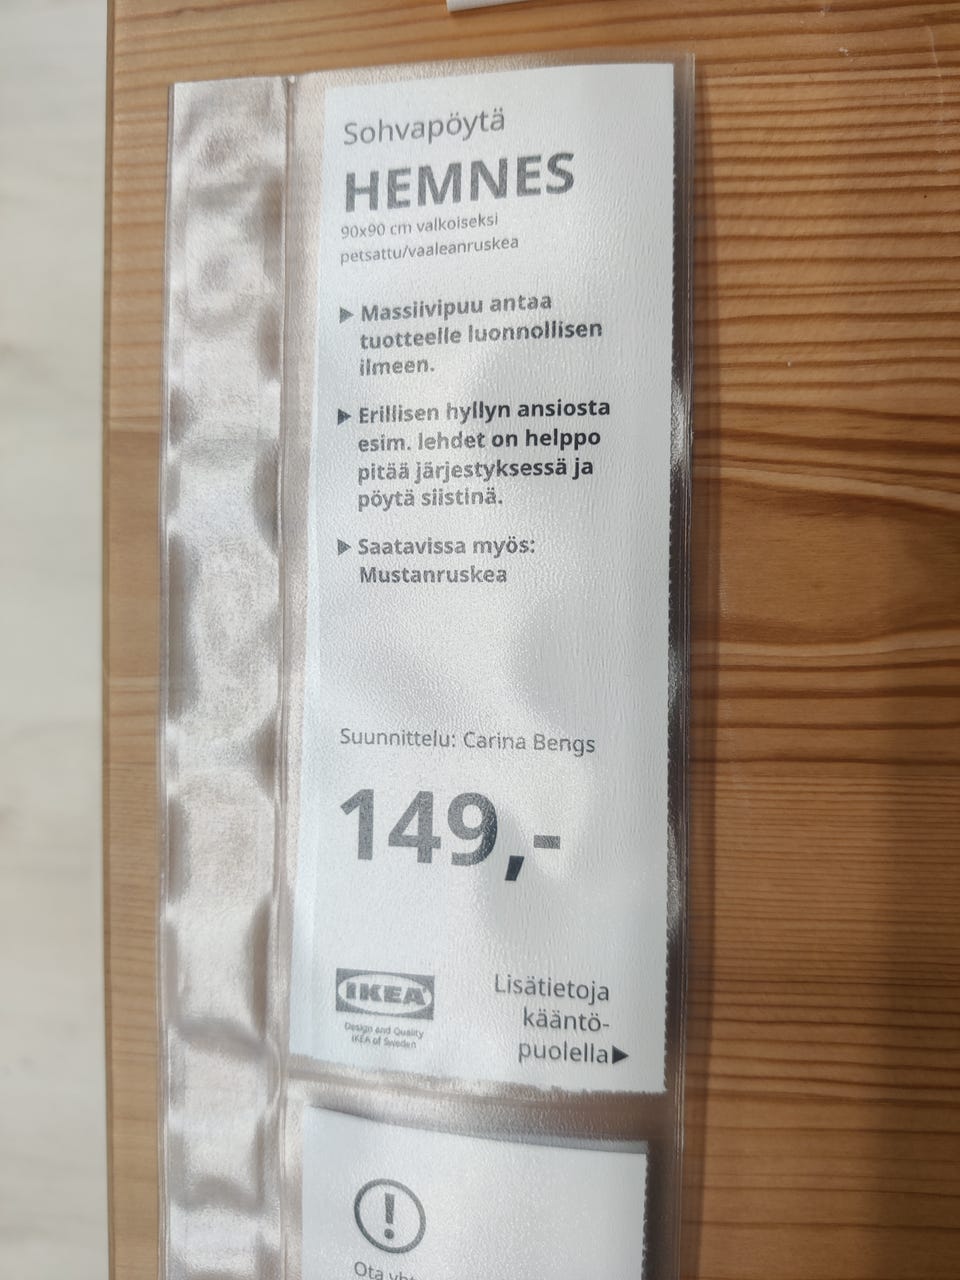 Sohvapöytä
HEMNES
90x90 cm valkoiseksi
petsattu/vaaleanruskea
▶ Massiivipuu antaa
tuotteelle luonnollisen
ilmeen.
▶ Erillisen hyllyn ansiosta
esim. lehdet on helppo
pitää järjestyksessä ja
pöytä siistinä.
▶ Saatavissa myös:
Mustanruskea
Suunnittelu: Carina Bengs
149,-
IKEA
Design and Quality
IKEA of Sweden
Lisätietoja
kääntö-
puolella▶
!
Ota